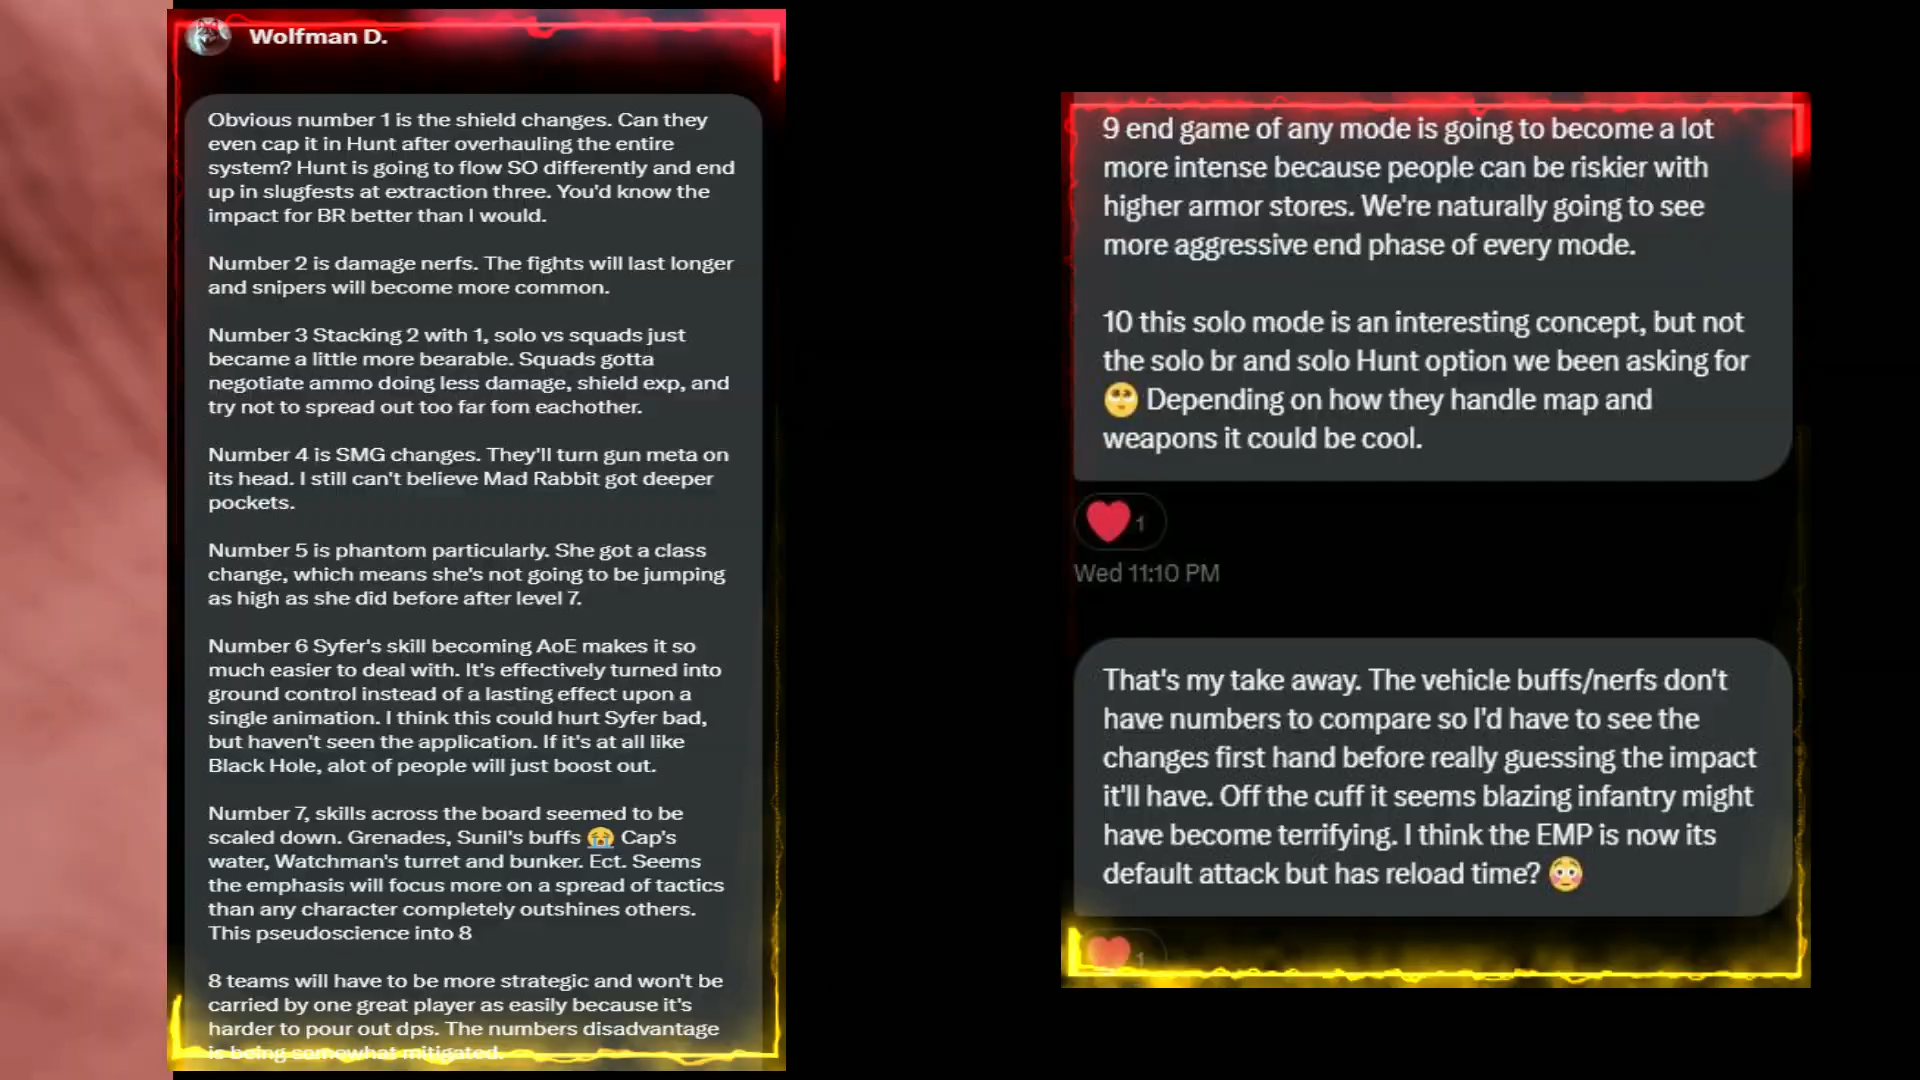 Wolfman D.
Obvious number 1 is the shield changes. Can they
even cap it in Hunt after overhauling the entire
system? Hunt is going to flow SO differently and end
up in slugfests at extraction three. You'd know the
impact for BR better than I would.
Number 2 is damage nerfs. The fights will last longer
and snipers will become more common.
Number 3 Stacking 2 with 1, solo vs squads just
became a little more bearable. Squads gotta
negotiate ammo doing less damage, shield exp, and
try not to spread out too far fom eachother.
Number 4 is SMG changes. They'll turn gun meta on
its head. I still can't believe Mad Rabbit got deeper
pockets.
Number 5 is phantom particularly. She got a class
change, which means she's not going to be jumping
as high as she did before after level 7.
Number 6 Syfer's skill becoming AoE makes it so
much easier to deal with. It's effectively turned into
ground control instead of a lasting effect upon a
single animation. I think this could hurt Syfer bad,
but haven't seen the application. If it's at all like
Black Hole, alot of people will just boost out.
Number 7, skills across the board seemed to be
scaled down. Grenades, Sunil's buffs 😭 Cap's
water, Watchman's turret and bunker. Ect. Seems
the emphasis will focus more on a spread of tactics
than any character completely outshines others.
This pseudoscience into 8
8 teams will have to be more strategic and won't be
carried by one great player as easily because it's
harder to pour out dps. The numbers disadvantage
is being somewhat mitigated.
9 end game of any mode is going to become a lot
more intense because people can be riskier with
higher armor stores. We're naturally going to see
more aggressive end phase of every mode.
10 this solo mode is an interesting concept, but not
the solo br and solo Hunt option we been asking for
🥺 Depending on how they handle map and
weapons it could be cool.
1
Wed 11:10 PM
That's my take away. The vehicle buffs/nerfs don't
have numbers to compare so I'd have to see the
changes first hand before really guessing the impact
it'll have. Off the cuff it seems blazing infantry might
have become terrifying. I think the EMP is now its
default attack but has reload time? 😳
1